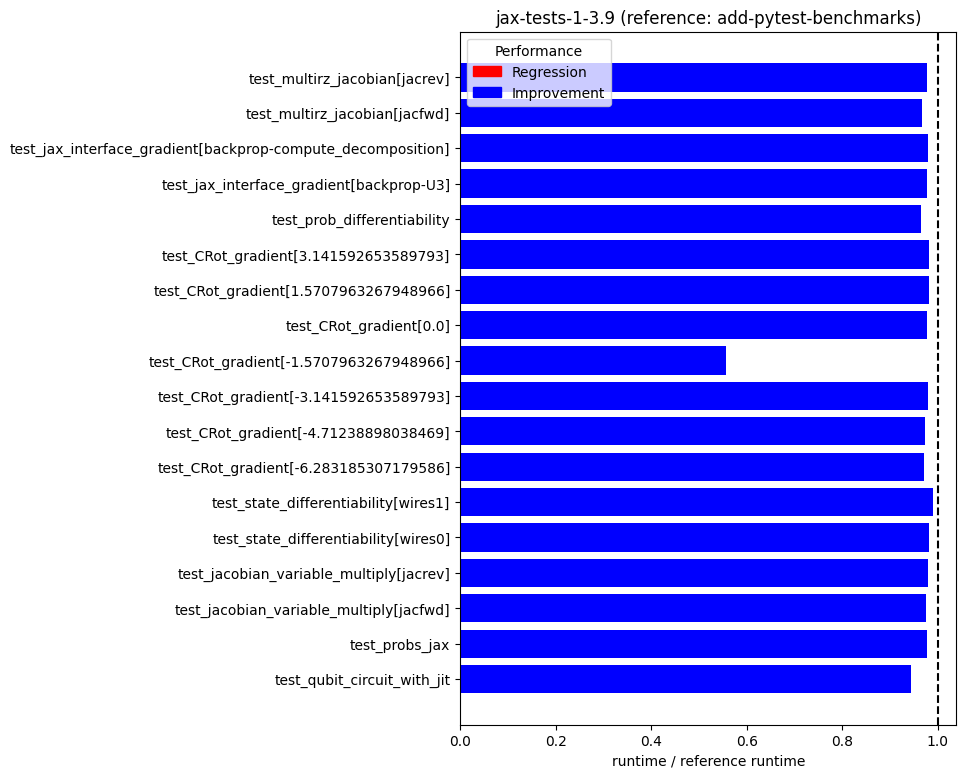 jax-tests-1-3.9 (reference: add-pytest-benchmarks)
Performance
Regression
Improvement
test_multirz_jacobian[jacrev]
test_multirz_jacobian[jacfwd]
test_jax_interface_gradient[backprop-compute_decomposition]
test_jax_interface_gradient[backprop-U3]
test_prob_differentiability
test_CRot_gradient[3.141592653589793]
test_CRot_gradient[1.5707963267948966]
test_CRot_gradient[0.0]
test_CRot_gradient[-1.5707963267948966]
test_CRot_gradient[-3.141592653589793]
test_CRot_gradient[-4.71238898038469]
test_CRot_gradient[-6.283185307179586]
test_state_differentiability[wires1]
test_state_differentiability[wires0]
test_jacobian_variable_multiply[jacrev]
test_jacobian_variable_multiply[jacfwd]
test_probs_jax
test_qubit_circuit_with_jit
0.0 0.2 0.4 0.6 0.8 1.0
runtime / reference runtime